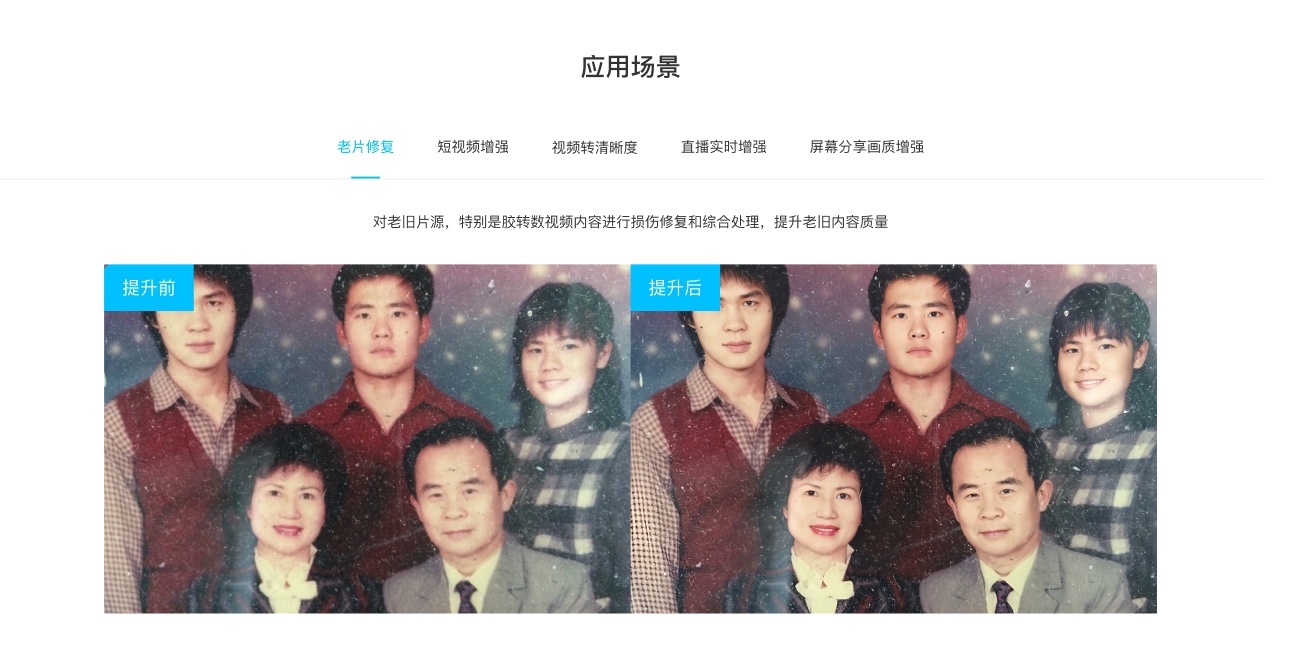 应用场景
老片修复 短视频增强 视频转清晰度 直播实时增强 屏幕分享画质增强
对老旧片源，特别是胶转数视频内容进行损伤修复和综合处理，提升老旧内容质量
提升前 提升后